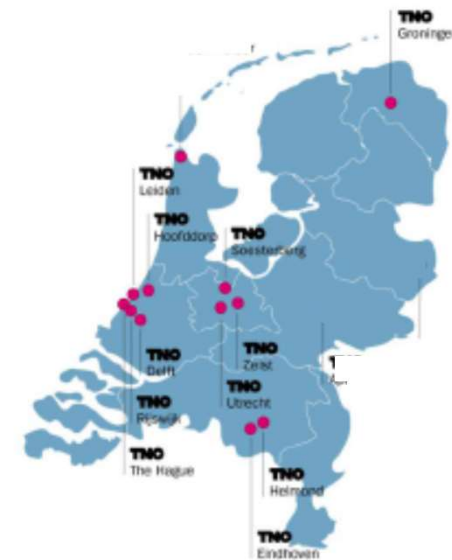 TNO
Groninge
TNO
Leiden
TNO
Hoofddorp
TNO
Soesterberg
TNO
Zeist
TNO
Delft
TNO
Utrecht
TNO
Rijswijk
TNO
The Hague
TNO
Helmond
TNO
Eindhoven